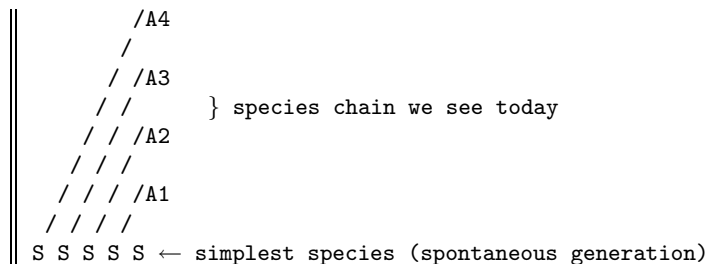 /A4
/
/ /A3
/ / } species chain we see today
/ / /A2
/ / /
/ / / /A1
/ / / /
S S S S S ← simplest species (spontaneous generation)